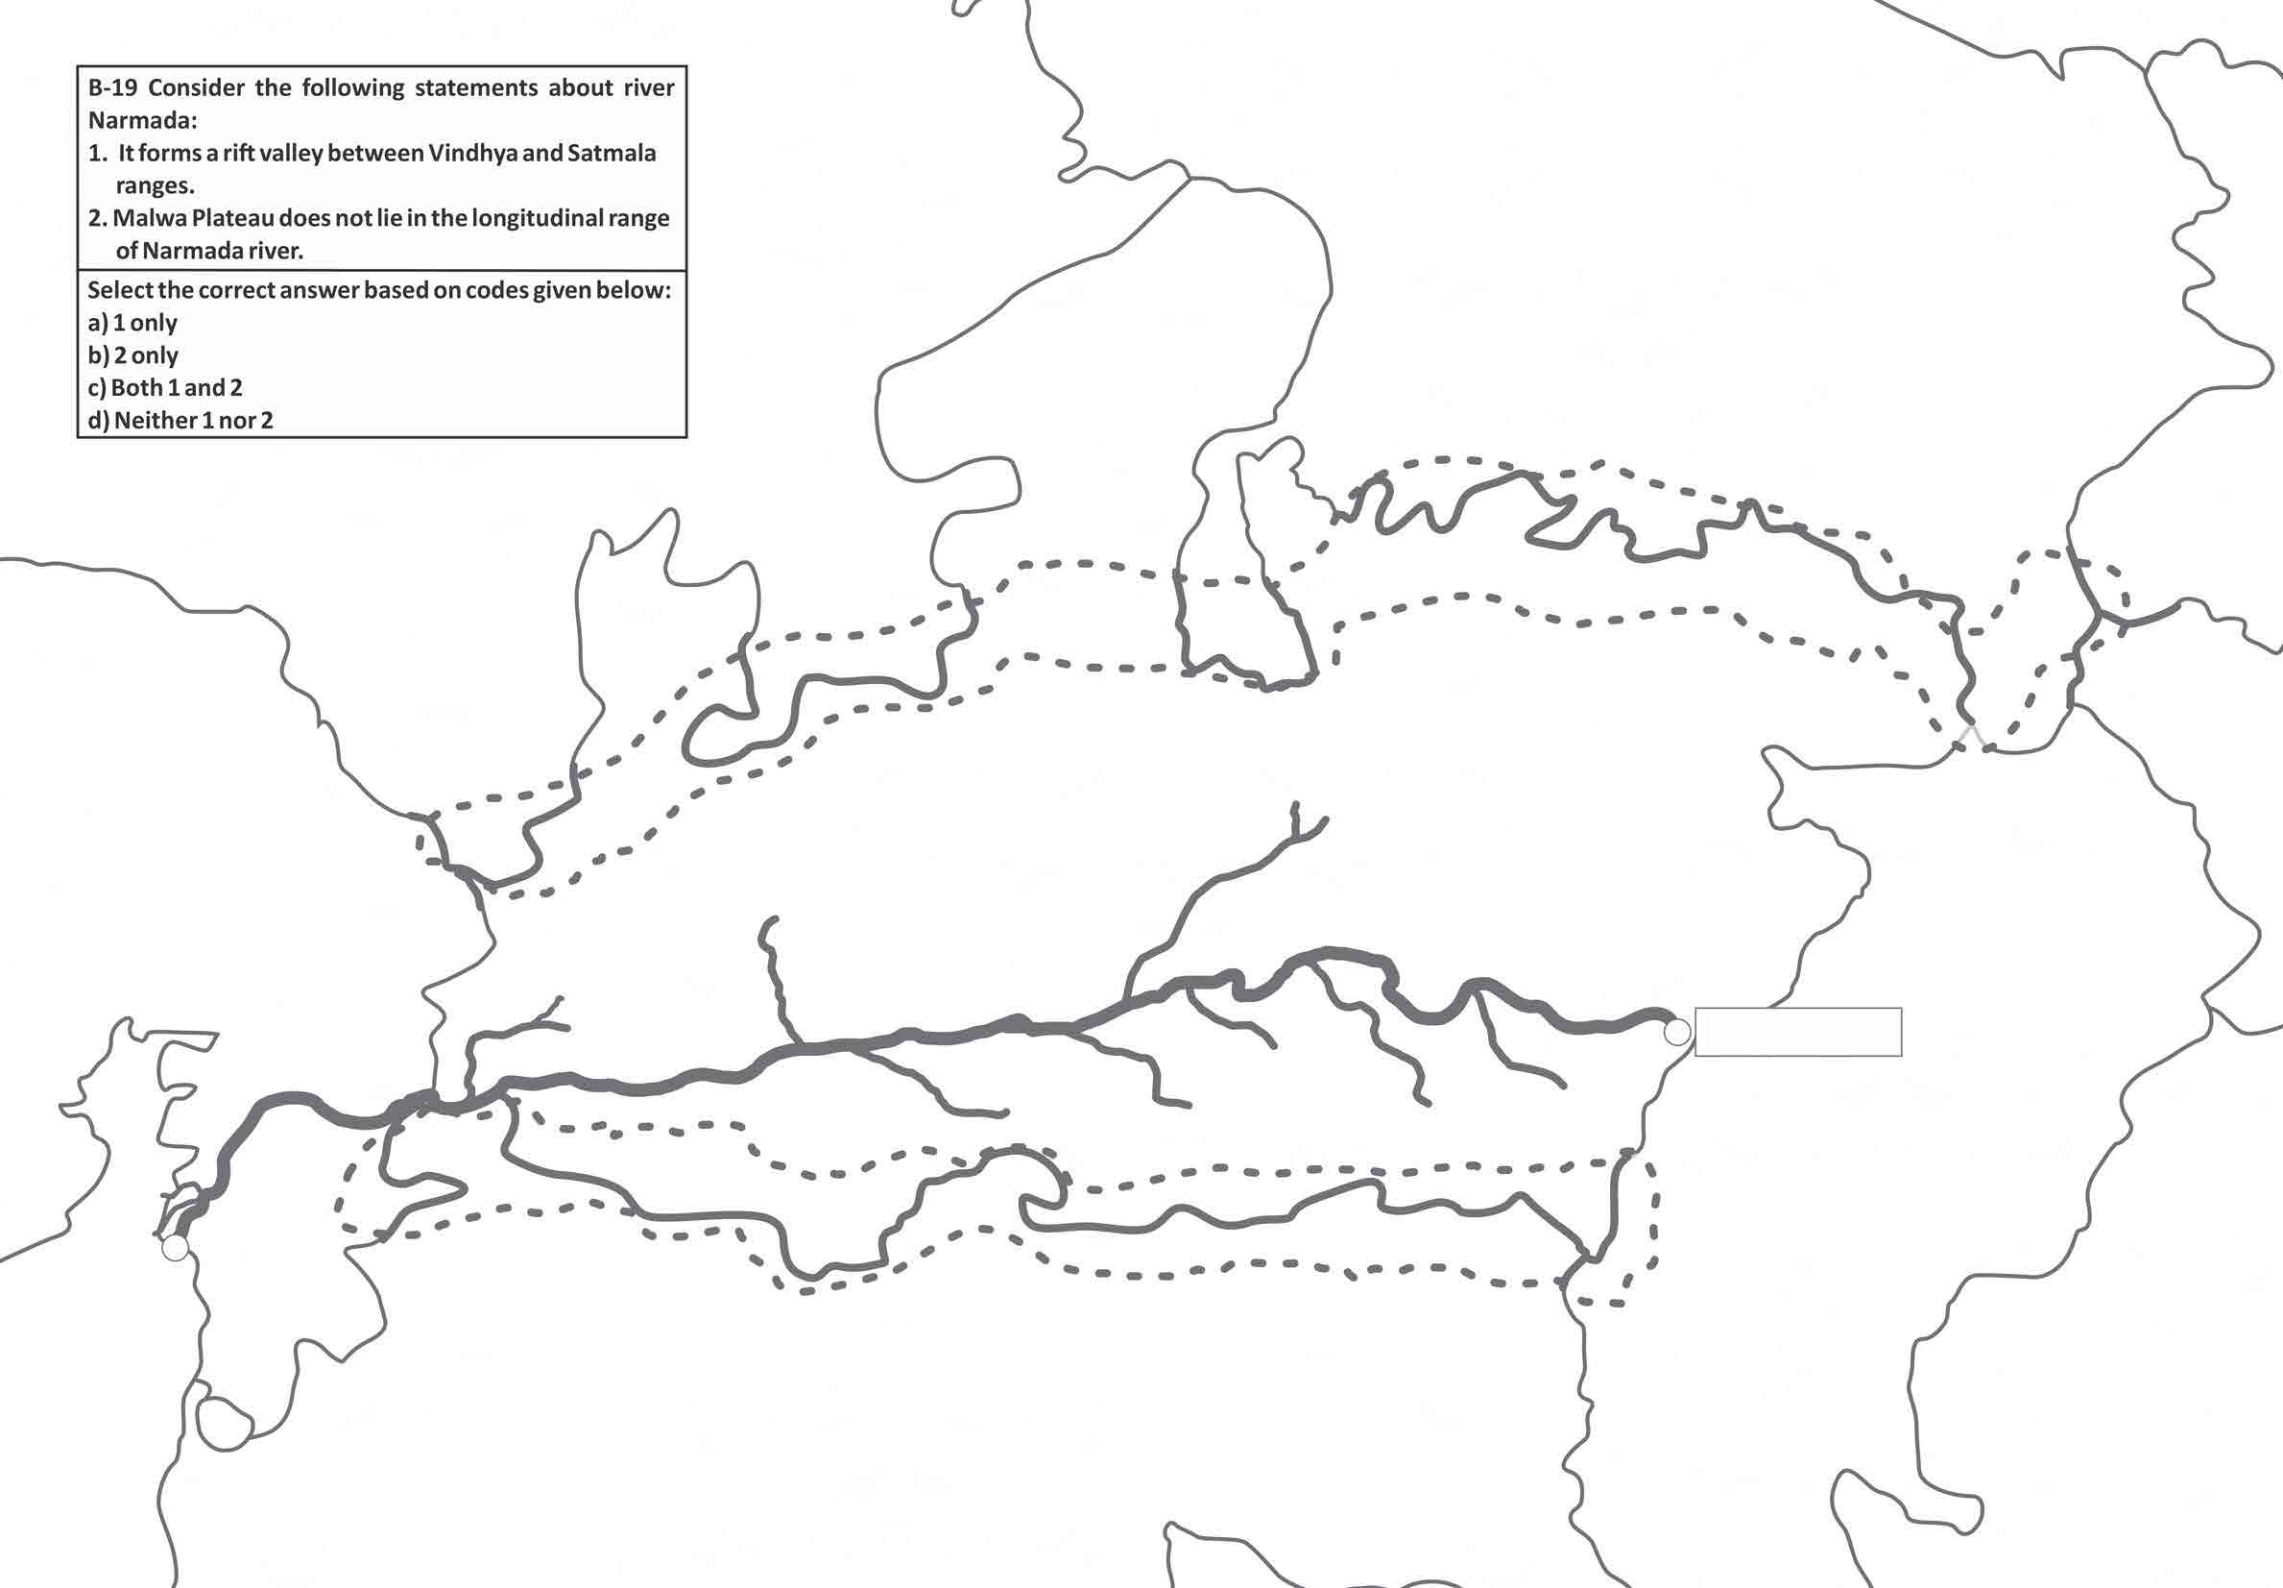 B-19 Consider the following statements about river
Narmada:
1. It forms a rift valley between Vindhya and Satmala
ranges.
2. Malwa Plateau does not lie in the longitudinal range
of Narmada river.
Select the correct answer based on codes given below:
a) 1 only
b) 2 only
c) Both 1 and 2
d) Neither 1 nor 2